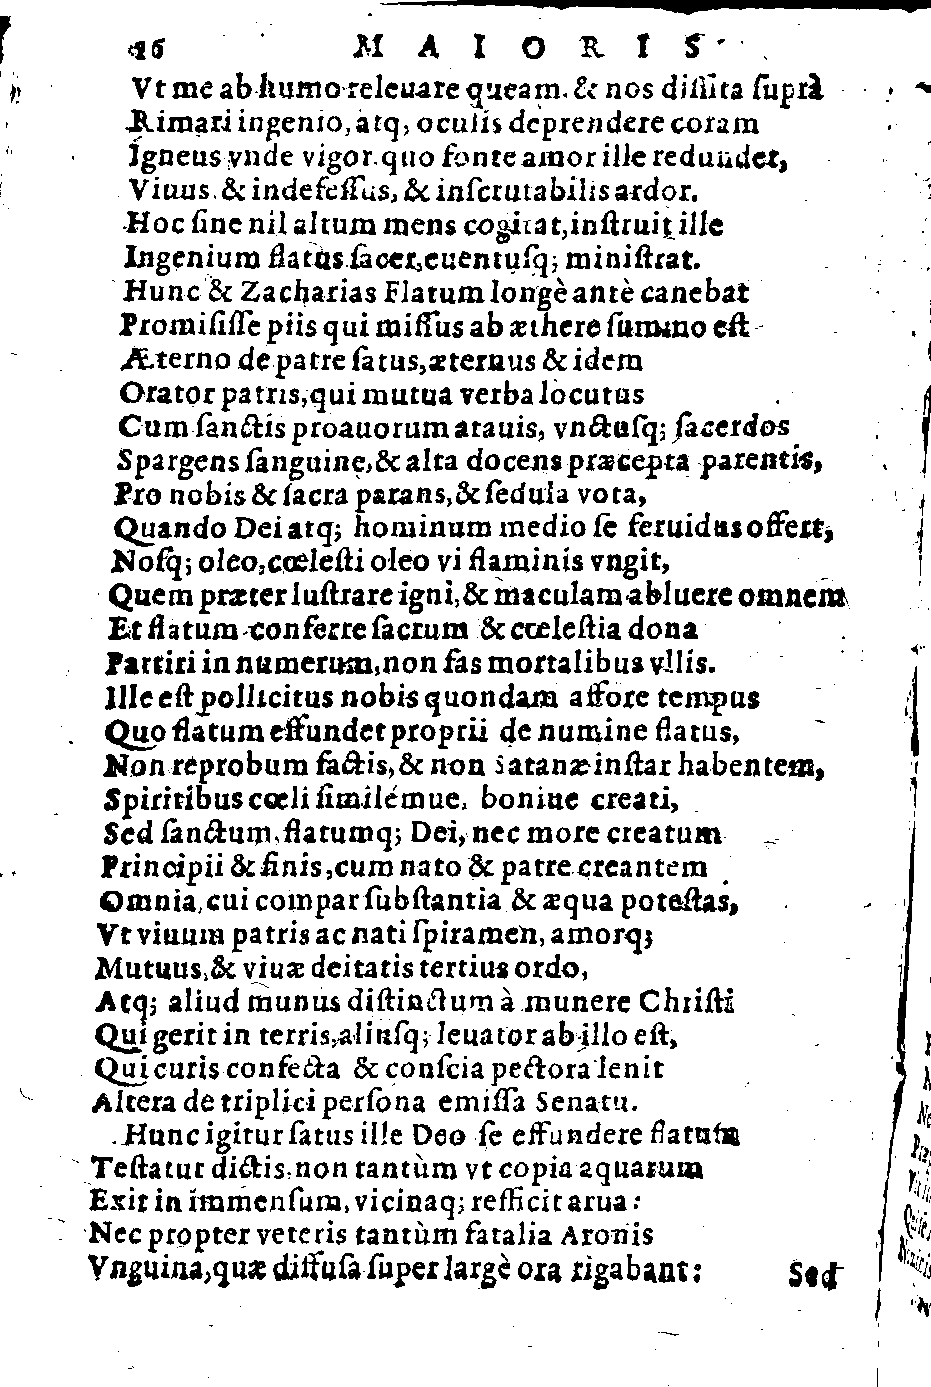 26 MAIORIS
Vt me ab humo releuare queam. & nos dissita suprà
Rimari ingenio, atq; oculis deprendere coram
Igneus vnde vigor. quo fonte amor ille redundet,
Viuus. & indefessus, & inscrutabilis ardor.
Hoc sine nil altum mens cogitat, instruit ille
Ingenium flatus sacer, euentusq; ministrat.
Hunc & Zacharias Flatum longè antè canebat
Promisisse piis qui missus ab æthere summo est
Æterno de patre satus, æternus & idem
Orator patris, qui mutua verba locutus
Cum sanctis proauorum atauis, vnctusq; sacerdos
Spargens sanguine, & alta docens præcepta parentis,
Pro nobis & sacra parans, & sedula vota,
Quando Dei atq; hominum medio se feruidus offert,
Nosq; oleo, cœlesti oleo vi flaminis vngit,
Quem præter lustrare igni, & maculam abluere omnem
Et flatum conferre sacrum & cœlestia dona
Partiri in numerum, non fas mortalibus vllis.
Ille est pollicitus nobis quondam affore tempus
Quo flatum effundet proprii de numine flatus,
Non reprobum factis, & non Satanæ instar habentem,
Spiritibus cœli similémue, boniue creati,
Sed sanctum, flatumq; Dei, nec more creatum
Principii & finis, cum nato & patre creantem
Omnia, cui compar substantia & æqua potestas,
Vt viuum patris ac nati spiramen, amorq;
Mutuus, & viuæ deitatis tertius ordo,
Atq; aliud munus distinctum à munere Christi
Qui gerit in terris, aliusq; leuator ab illo est,
Qui curis confecta & conscia pectora lenit
Altera de triplici persona emissa Senatu.
Hunc igitur satus ille Deo se effundere flatum
Testatur dictis, non tantùm vt copia aquarum
Exit in immensum, vicinaq; refficit arua:
Nec propter veteris tantùm fatalia Aronis
Vnguina, quæ diffusa super largè ora rigabant:
Sed